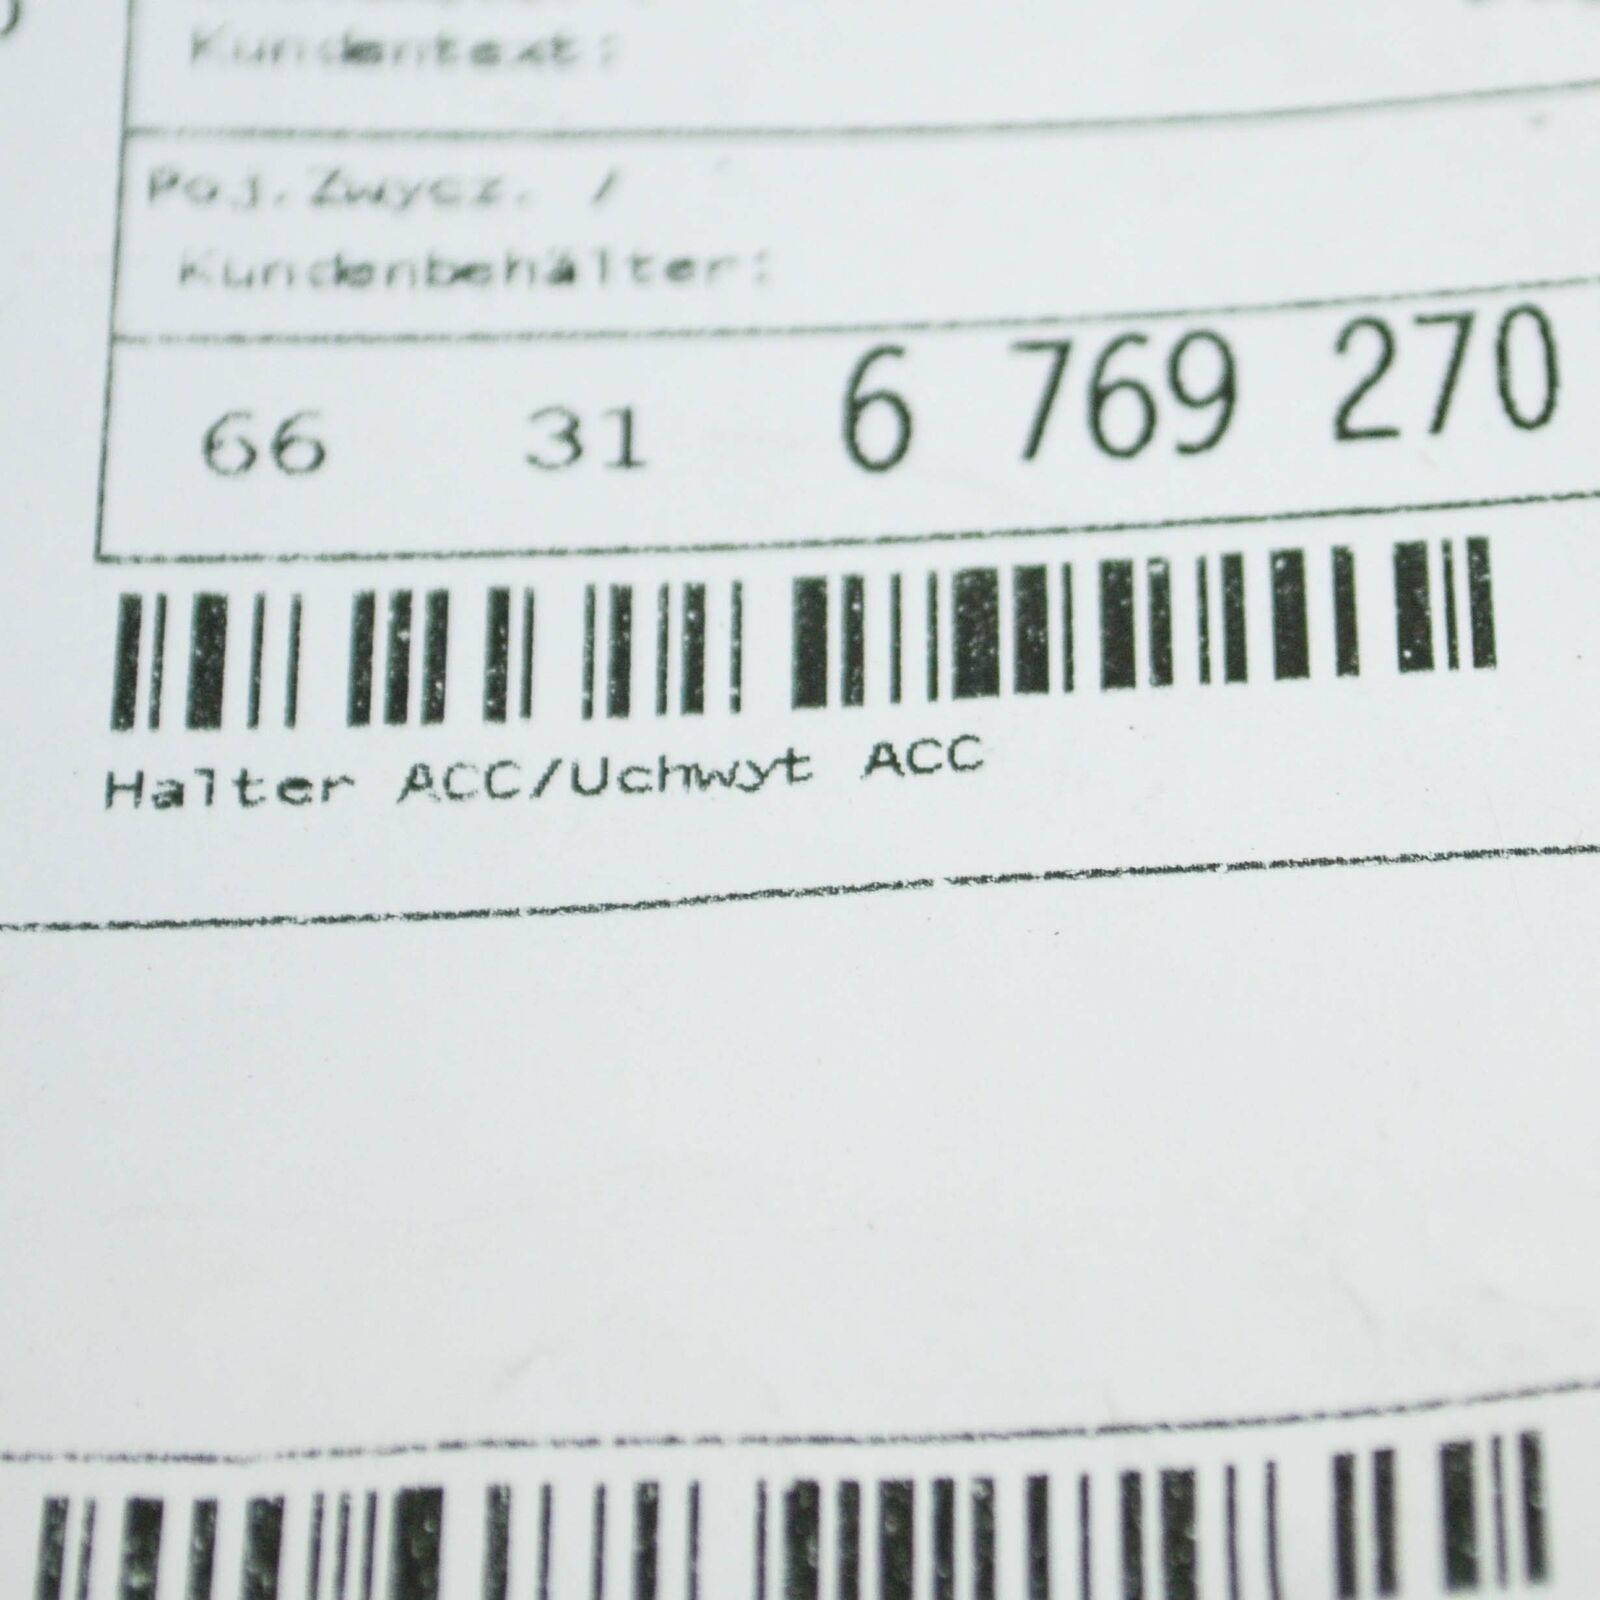 Kundentext:
Poj.Zwycz. /
Kundenbehälter:
66 31 6 769 270
Halter ACC/Uchwyt ACC